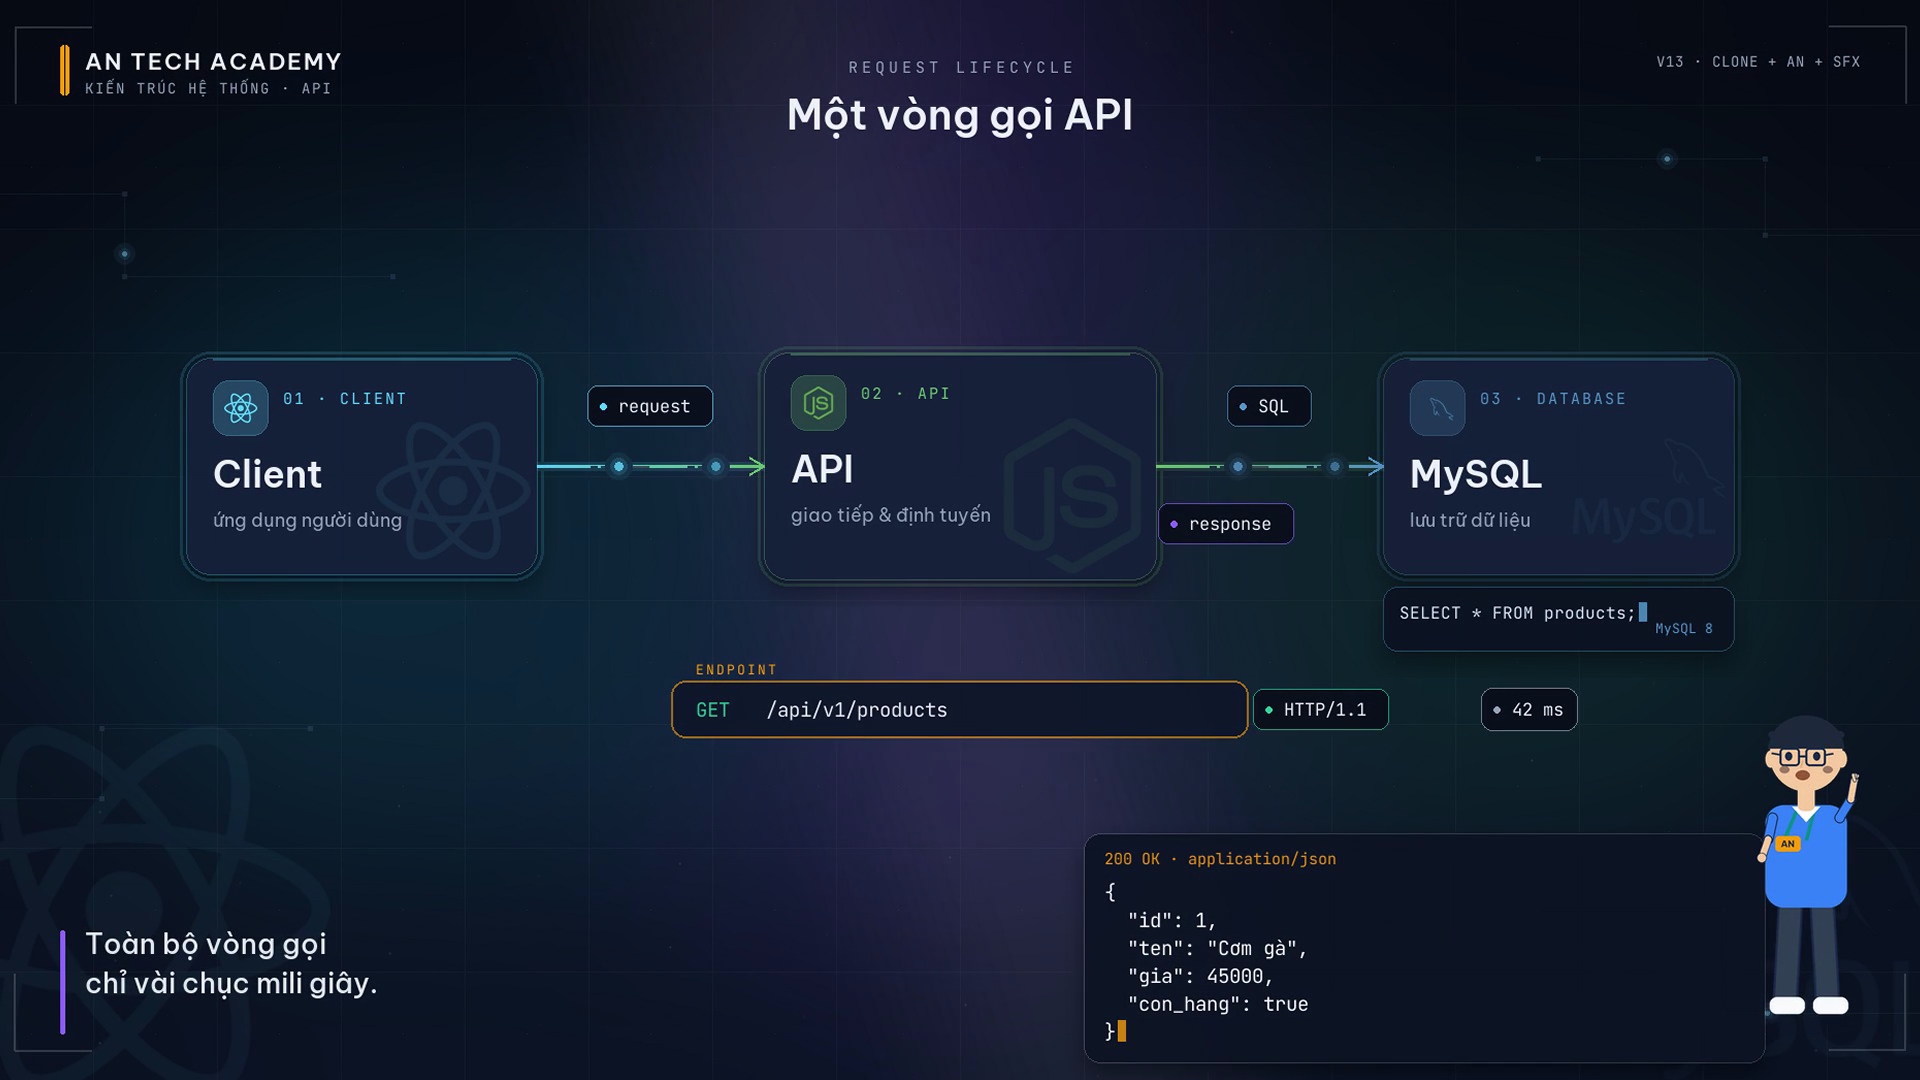 AN TECH ACADEMY
KIẾN TRÚC HỆ THỐNG · API
REQUEST LIFECYCLE
Một vòng gọi API
V13 · CLONE + AN + SFX
01 · CLIENT
Client
ứng dụng người dùng
request
02 · API
API
giao tiếp & định tuyến
JS
JS
SQL
response
03 · DATABASE
MySQL
lưu trữ dữ liệu
MySQL
SELECT * FROM products;
MySQL 8
ENDPOINT
GET /api/v1/products
HTTP/1.1
42 ms
200 OK · application/json
{
"id": 1,
"ten": "Cơm gà",
"gia": 45000,
"con_hang": true
}
AN
Toàn bộ vòng gọi
chỉ vài chục mili giây.